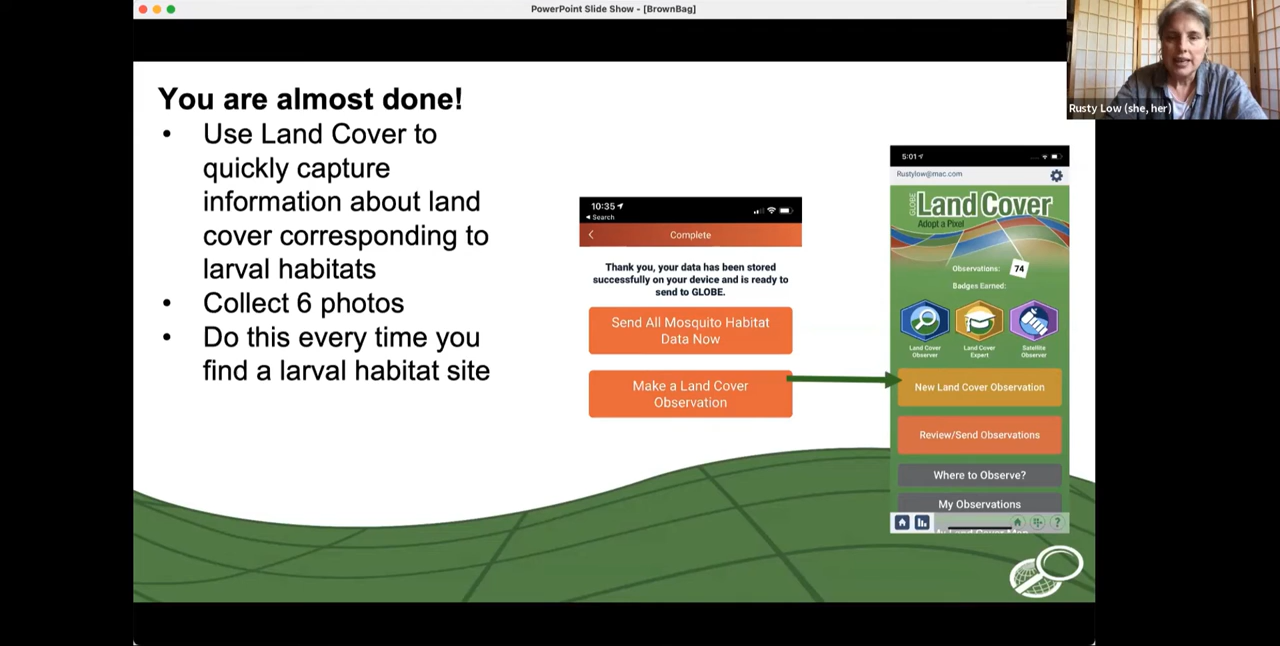 PowerPoint Slide Show - [BrownBag]
Rusty Low (she, her)
You are almost done!
• Use Land Cover to
quickly capture
information about land
cover corresponding to
larval habitats
• Collect 6 photos
• Do this every time you
find a larval habitat site
10:35
Search
Complete
Thank you, your data has been stored
successfully on your device and is ready to
send to GLOBE.
Send All Mosquito Habitat
Data Now
Make a Land Cover
Observation
5:01
Rustylow@mac.com
GLOBE
Land Cover
Adopt a Pixel
Observations: 74
Badges Earned:
Land Cover
Observer
Land Cover
Expert
Satellite
Observer
New Land Cover Observation
Review/Send Observations
Where to Observe?
My Observations
?